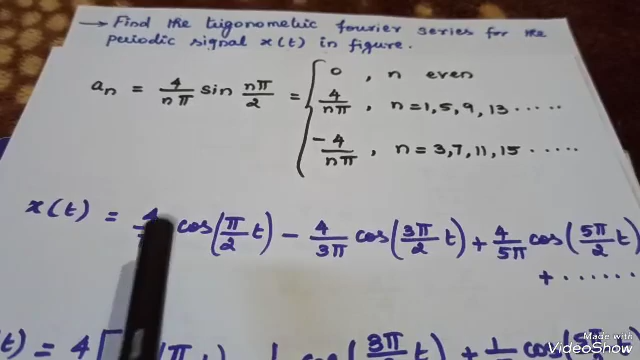 → Find the trigonometric fourier series for the
periodic signal x(t) in figure.
aₙ = 4/nπ sin nπ/2 = { 0 , n even
4/nπ , n = 1, 5, 9, 13 .....
-4/nπ , n = 3, 7, 11, 15 .....
x(t) = 4 cos(π/2 t) - 4/3π cos(3π/2 t) + 4/5π cos(5π/2 t)
+ .......
(t) = 4 [ cos(3π t) + 1
Made with
VideoShow